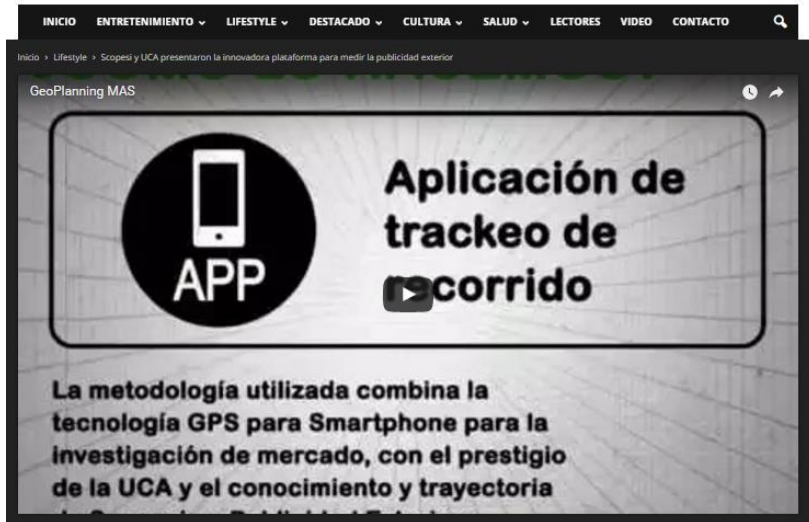 INICIO ENTRETENIMIENTO LIFESTYLE DESTACADO CULTURA SALUD LECTORES VIDEO CONTACTO
Inicio › Lifestyle › Scopesi y UCA presentaron la innovadora plataforma para medir la publicidad exterior
GeoPlanning MAS
APP
Aplicación de
trackeo de
recorrido
La metodología utilizada combina la
tecnología GPS para Smartphone para la
investigación de mercado, con el prestigio
de la UCA y el conocimiento y trayectoria